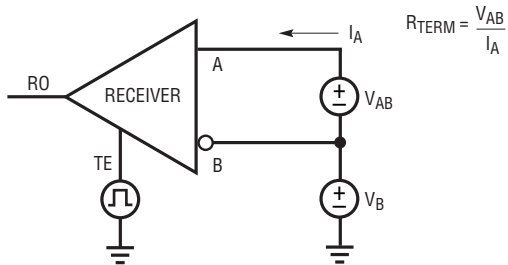 I_A
R_TERM = V_AB / I_A
A
RO
RECEIVER
+
−
V_AB
B
TE
+
−
V_B